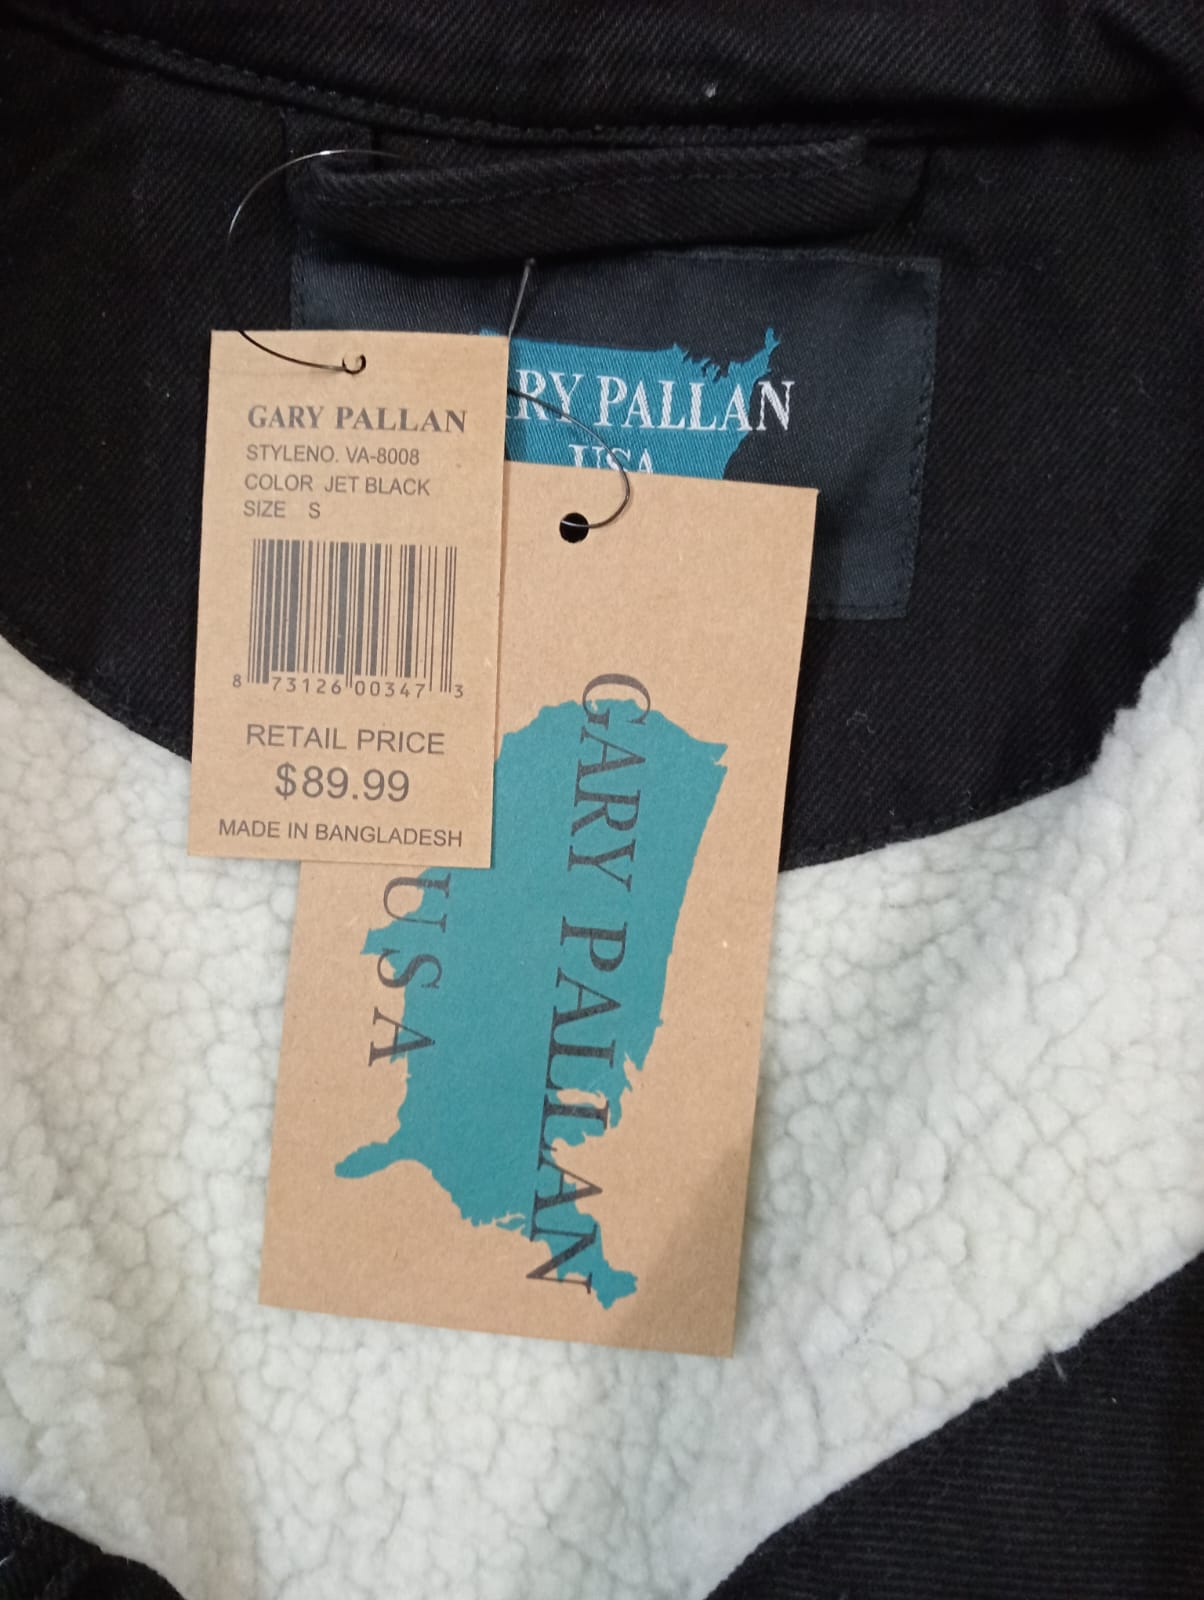 RY PALLAN
USA
GARY PALLAN
STYLENO. VA-8008
COLOR JET BLACK
SIZE S
8 73126 00347 3
RETAIL PRICE
$89.99
MADE IN BANGLADESH
GARY PALLAN
USA